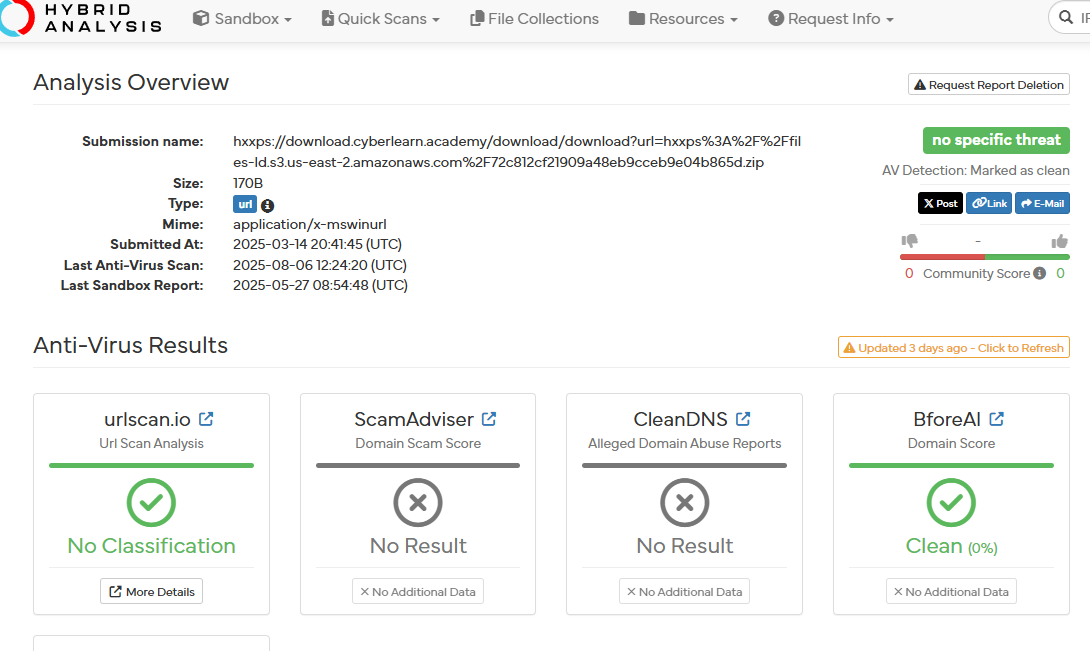 HYBRID
ANALYSIS
Sandbox
Quick Scans
File Collections
Resources
Request Info
Analysis Overview
Request Report Deletion
Submission name: hxxps://download.cyberlearn.academy/download/download?url=hxxps%3A%2F%2Ffil
es-ld.s3.us-east-2.amazonaws.com%2F72c812cf21909a48eb9cceb9e04b865d.zip
Size: 170B
Type: url
Mime: application/x-mswinurl
Submitted At: 2025-03-14 20:41:45 (UTC)
Last Anti-Virus Scan: 2025-08-06 12:24:20 (UTC)
Last Sandbox Report: 2025-05-27 08:54:48 (UTC)
no specific threat
AV Detection: Marked as clean
X Post
Link
E-Mail
-
0 Community Score 0
Anti-Virus Results
Updated 3 days ago - Click to Refresh
urlscan.io
Url Scan Analysis
No Classification
More Details
ScamAdviser
Domain Scam Score
No Result
× No Additional Data
CleanDNS
Alleged Domain Abuse Reports
No Result
× No Additional Data
BforeAI
Domain Score
Clean (0%)
× No Additional Data